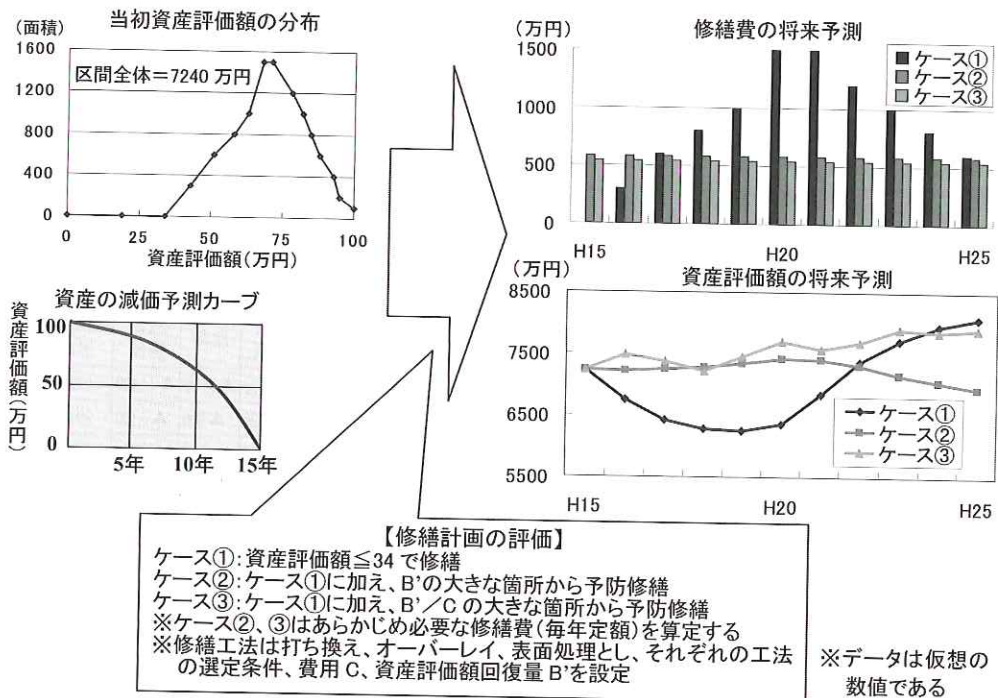 当初資産評価額の分布
(面積)
1600
1200
800
400
0
区間全体=7240 万円
0 25 50 75 100
資産評価額(万円)
資産の減価予測カーブ
資産評価額(万円)
100
50
0
5年 10年 15年
修繕費の将来予測
(万円)
1500
1000
500
0
ケース①
ケース②
ケース③
H15 H20 H25
資産評価額の将来予測
(万円)
8500
7500
6500
5500
ケース①
ケース②
ケース③
H15 H20 H25
【修繕計画の評価】
ケース①:資産評価額≦34 で修繕
ケース②:ケース①に加え、B'の大きな箇所から予防修繕
ケース③:ケース①に加え、B'/C の大きな箇所から予防修繕
※ケース②、③はあらかじめ必要な修繕費(毎年定額)を算定する
※修繕工法は打ち換え、オーバーレイ、表面処理とし、それぞれの工法
の選定条件、費用 C、資産評価額回復量 B'を設定
※データは仮想の
数値である